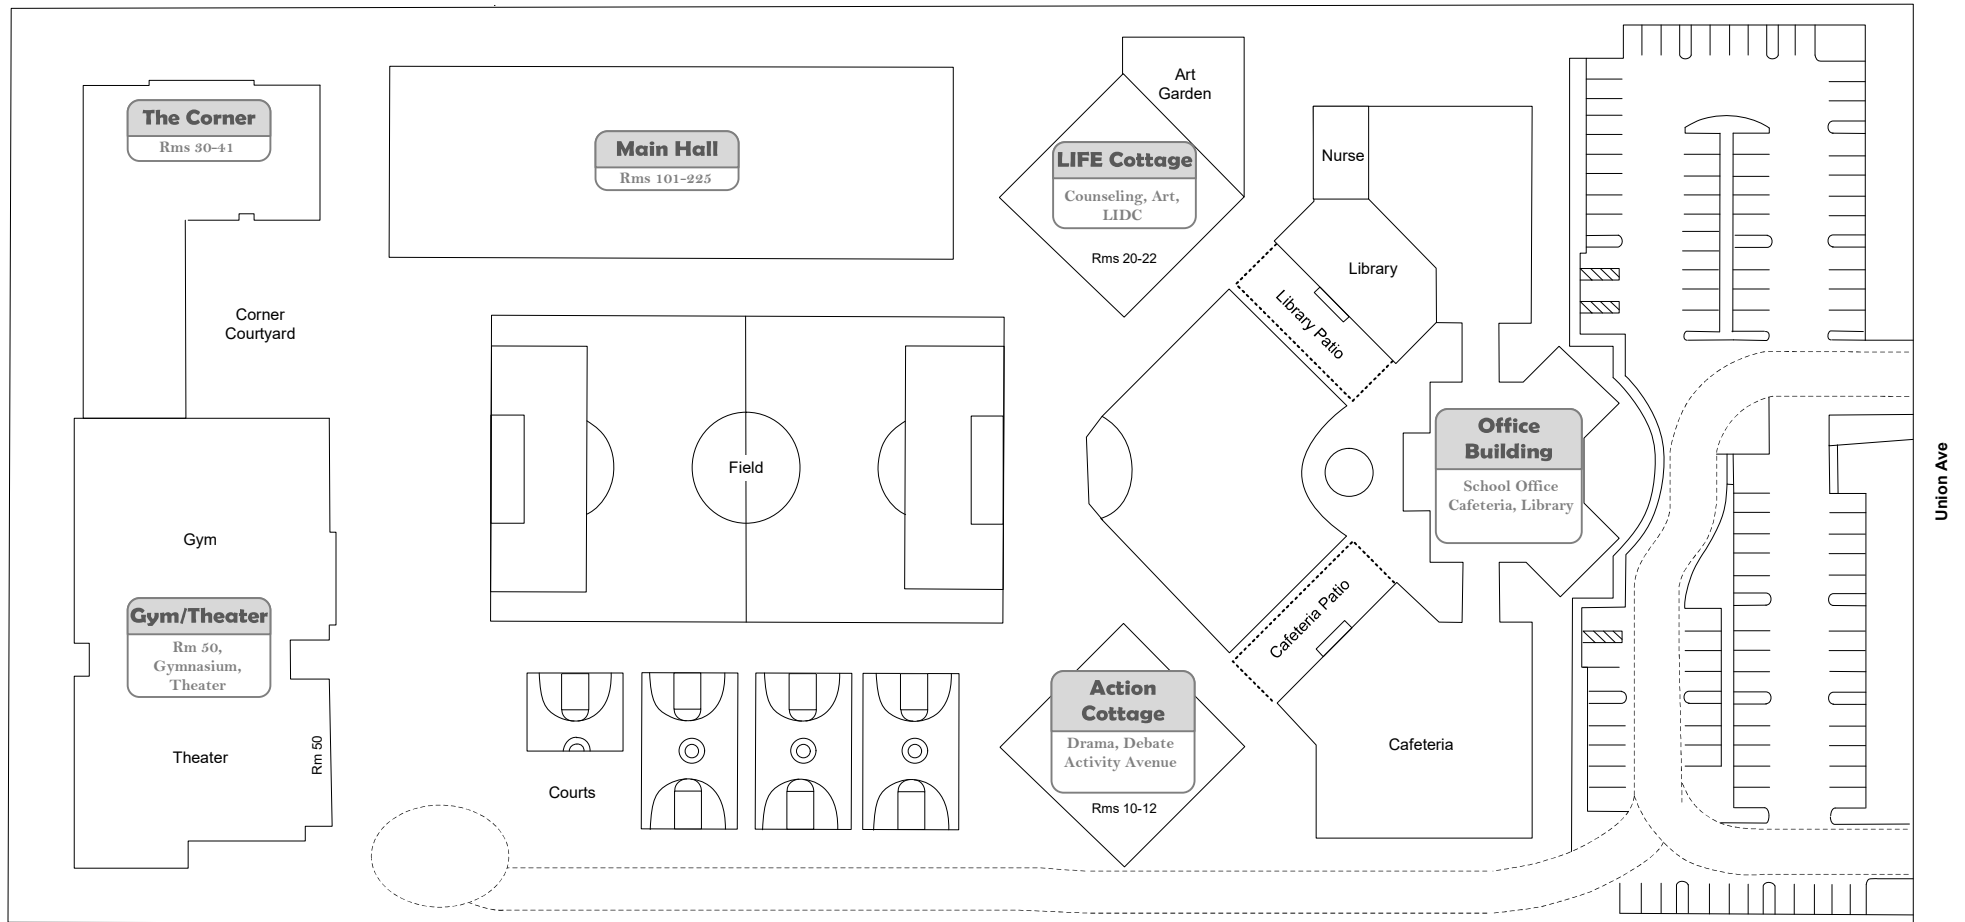 The Corner
Rms 30-41
Main Hall
Rms 101-225
Art
Garden
LIFE Cottage
Counseling, Art,
LIDC
Rms 20-22
Nurse
Library
Library Patio
Corner
Courtyard
Field
Office
Building
School Office
Cafeteria, Library
Union Ave
Gym
Gym/Theater
Rm 50,
Gymnasium,
Theater
Theater
Rm 50
Courts
Cafeteria Patio
Action
Cottage
Drama, Debate
Activity Avenue
Rms 10-12
Cafeteria